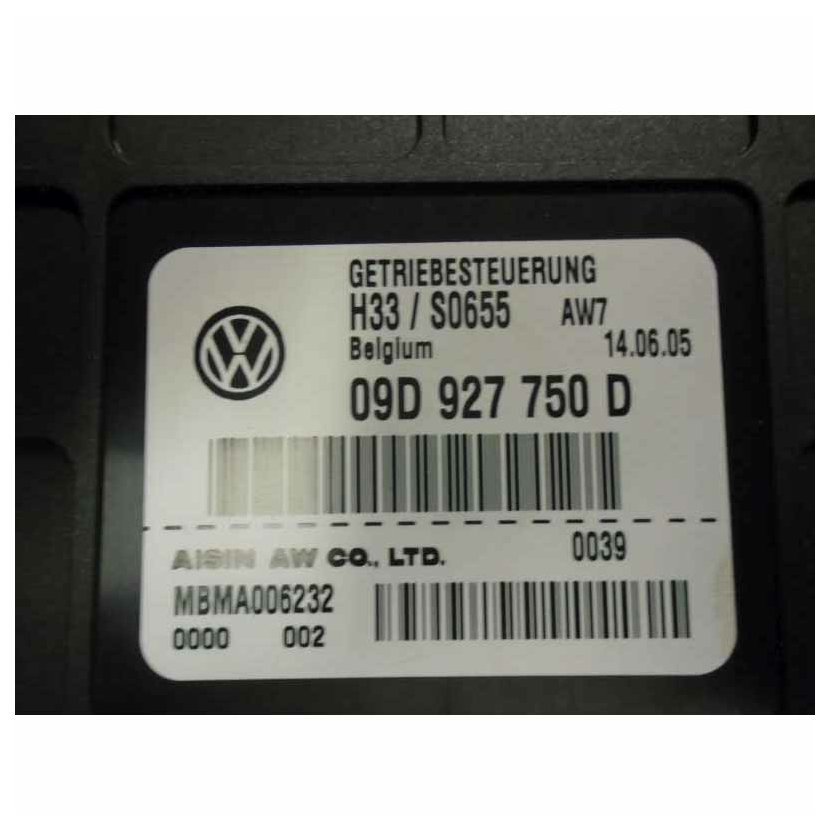 GETRIEBESTEUERUNG
H33 / S0655 AW7
Belgium 14.06.05
09D 927 750 D
AISIN AW CO., LTD. 0039
MBMA006232
0000 002